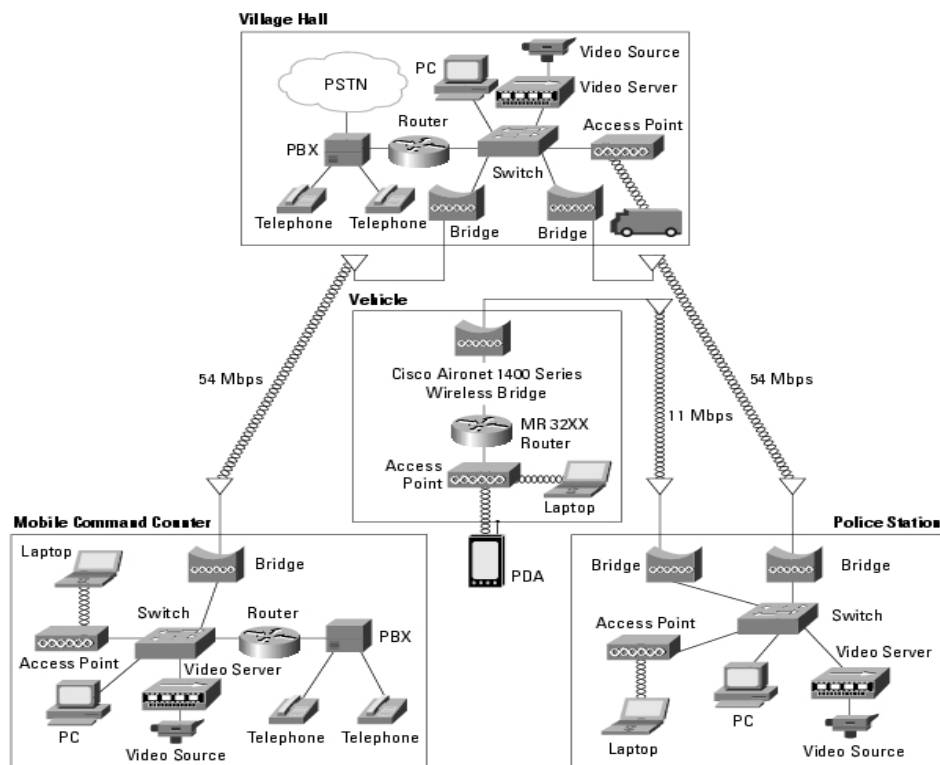 Village Hall
Video Source
PC
PSTN
Video Server
Router
Access Point
PBX
Switch
Telephone
Telephone
Bridge
Bridge
Vehicle
54 Mbps
Cisco Aironet 1400 Series
Wireless Bridge
54 Mbps
11 Mbps
MR 32XX
Router
Access
Point
Laptop
Mobile Command Counter
Police Station
Laptop
Bridge
PDA
Bridge
Bridge
Switch
Router
Switch
PBX
Access Point
Access Point
Video Server
Video Server
PC
Telephone
Telephone
PC
Video Source
Laptop
Video Source